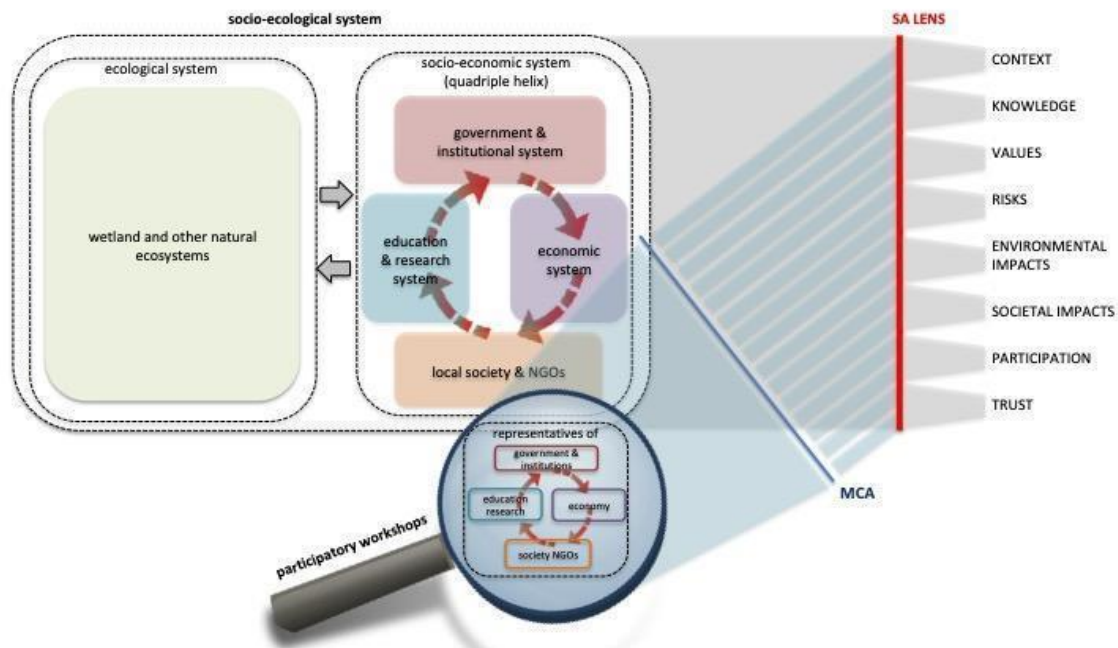 socio-ecological system
ecological system
wetland and other natural
ecosystems
socio-economic system
(quadriple helix)
government &
institutional system
education
& research
system
economic
system
local society & NGOs
representatives of
government &
institutions
education
research
economy
society NGOs
participatory workshops
MCA
SA LENS
CONTEXT
KNOWLEDGE
VALUES
RISKS
ENVIRONMENTAL
IMPACTS
SOCIETAL IMPACTS
PARTICIPATION
TRUST